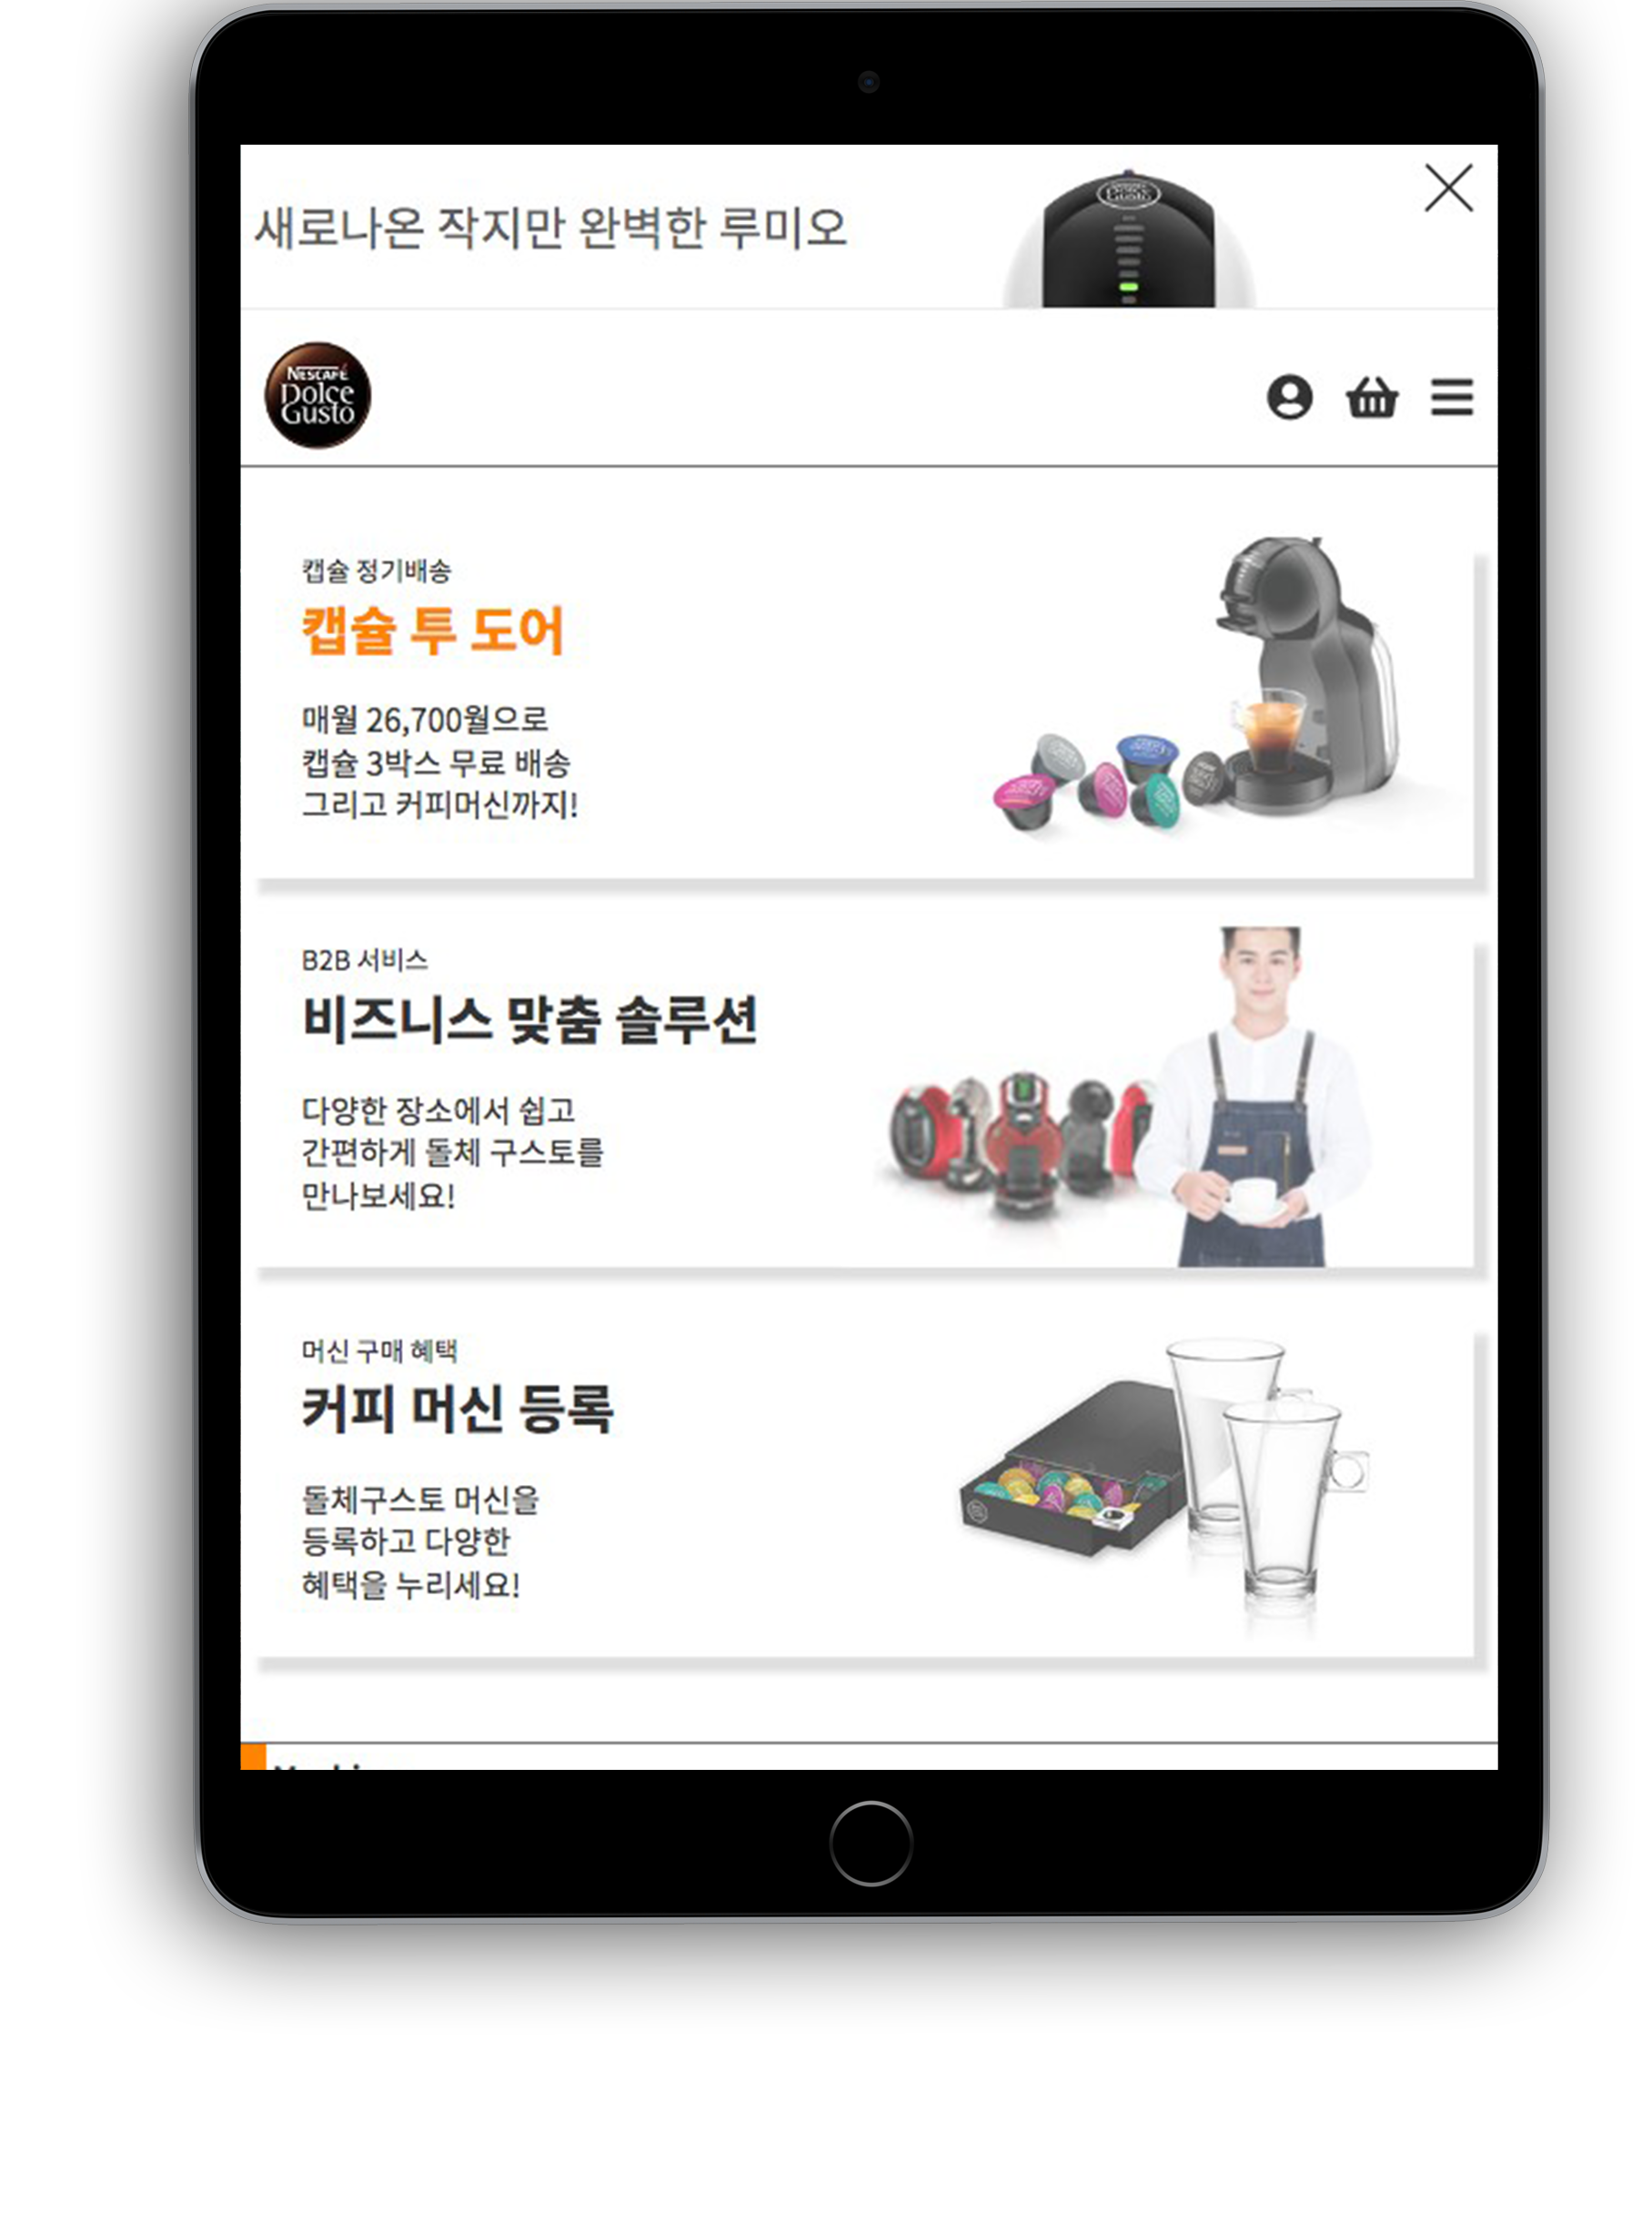 새로나온 작지만 완벽한 루미오
NESCAFÉ
Dolce
Gusto
캡슐 정기배송
캡슐 투 도어
매월 26,700월으로
캡슐 3박스 무료 배송
그리고 커피머신까지!
B2B 서비스
비즈니스 맞춤 솔루션
다양한 장소에서 쉽고
간편하게 돌체 구스토를
만나보세요!
머신 구매 혜택
커피 머신 등록
돌체구스토 머신을
등록하고 다양한
혜택을 누리세요!